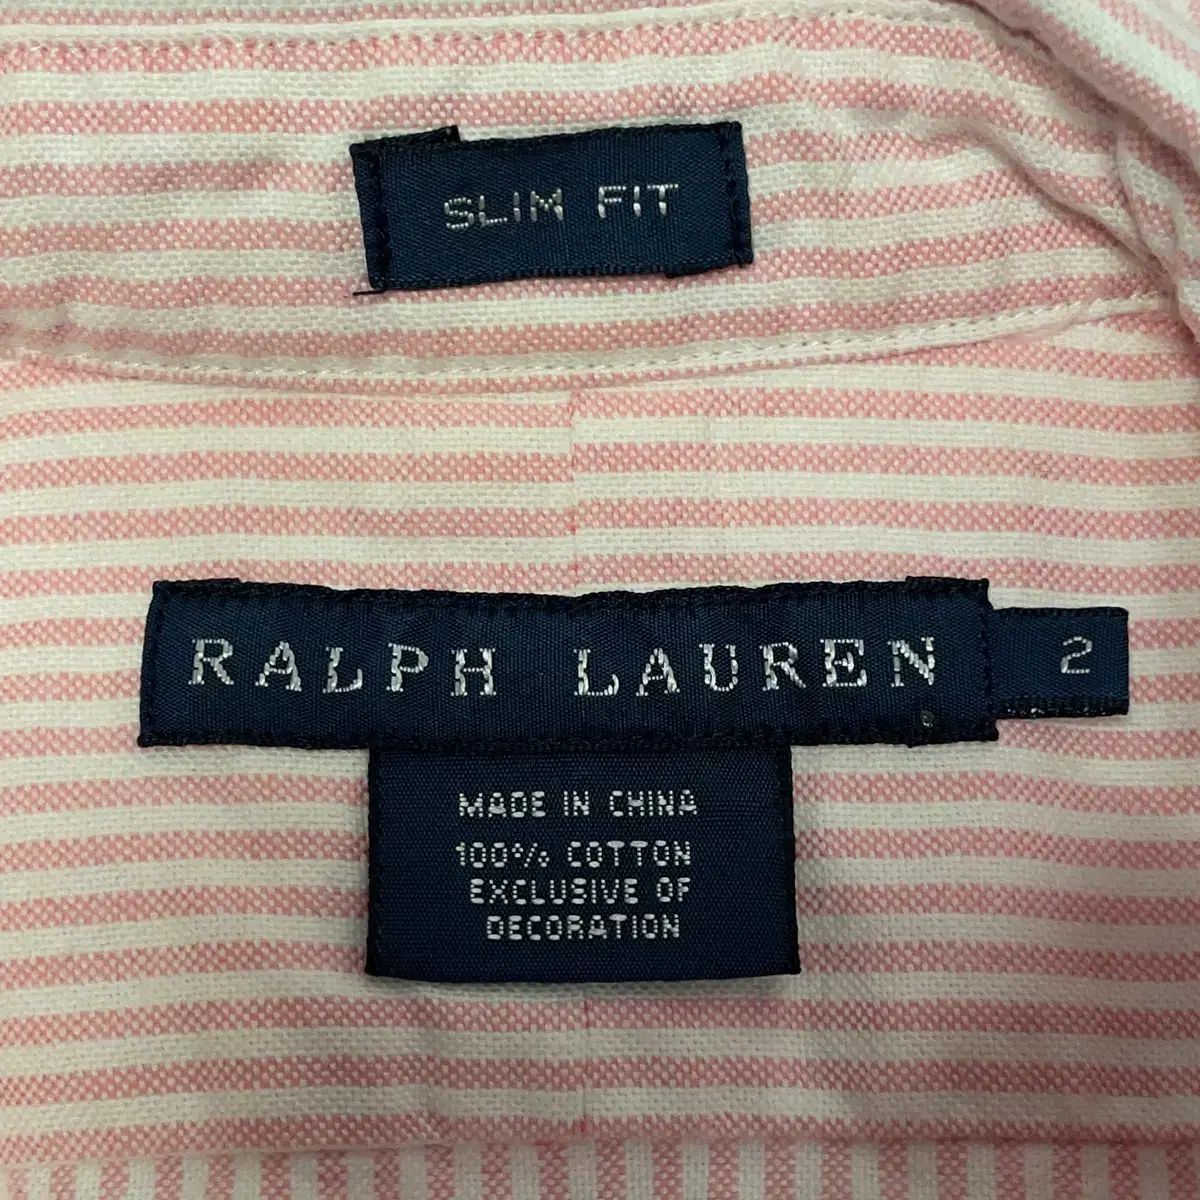 SLIM FIT
RALPH LAUREN 2
MADE IN CHINA
100% COTTON
EXCLUSIVE OF
DECORATION